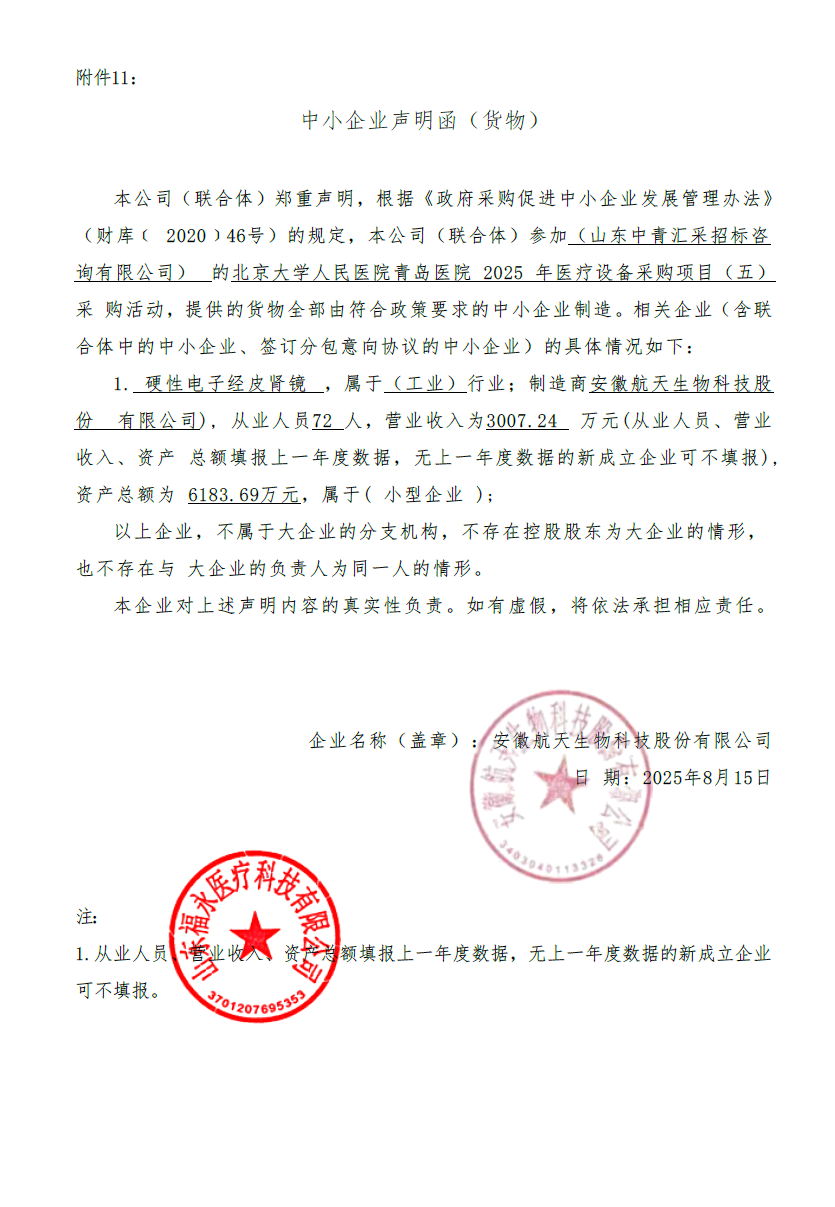 附件11：
中小企业声明函（货物）
本公司（联合体）郑重声明，根据《政府采购促进中小企业发展管理办法》
（财库﹝ 2020﹞46号）的规定，本公司（联合体）参加（山东中青汇采招标咨
询有限公司） 的北京大学人民医院青岛医院 2025 年医疗设备采购项目（五）
采 购活动，提供的货物全部由符合政策要求的中小企业制造。相关企业（含联
合体中的中小企业、签订分包意向协议的中小企业）的具体情况如下：
1. 硬性电子经皮肾镜 ，属于（工业）行业；制造商安徽航天生物科技股
份 有限公司)，从业人员72 人，营业收入为3007.24 万元(从业人员、营业
收入、资产 总额填报上一年度数据，无上一年度数据的新成立企业可不填报)，
资产总额为 6183.69万元，属于( 小型企业 );
以上企业，不属于大企业的分支机构，不存在控股股东为大企业的情形，
也不存在与 大企业的负责人为同一人的情形。
本企业对上述声明内容的真实性负责。如有虚假，将依法承担相应责任。
企业名称（盖章）：安徽航天生物科技股份有限公司
日 期：2025年8月15日
安徽航天生物科技股份有限公司
3403040113326
山东福永医疗科技有限公司
3701207695353
注：
1.从业人员、营业收入、资产总额填报上一年度数据，无上一年度数据的新成立企业
可不填报。